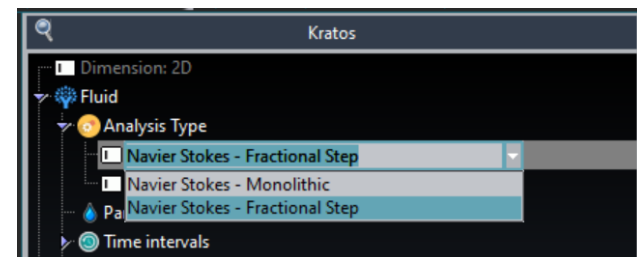 Kratos
Dimension: 2D
Fluid
Analysis Type
Navier Stokes - Fractional Step
Navier Stokes - Monolithic
Pa
Navier Stokes - Fractional Step
Time intervals